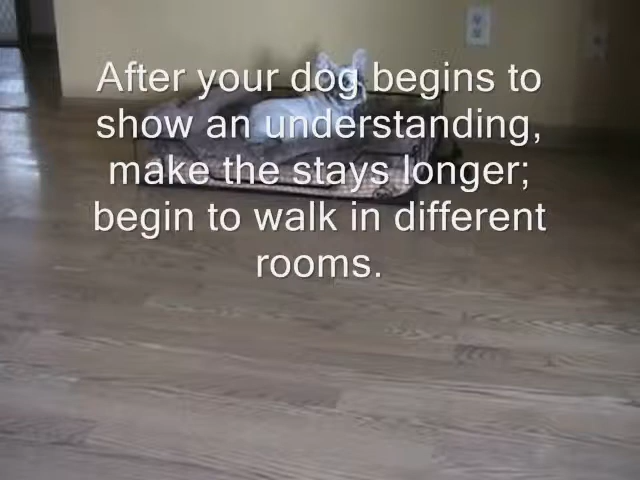 After your dog begins to
show an understanding,
make the stays longer;
begin to walk in different
rooms.